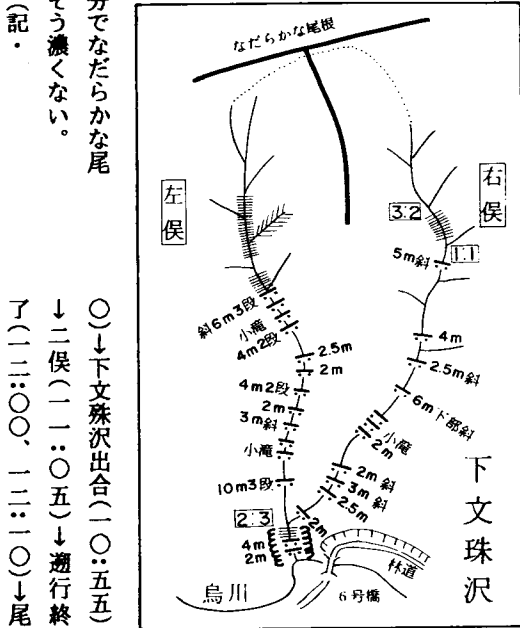 なだらかな尾根
左俣
右俣
3:2
1:1
5m斜
斜6m3段
小滝
4m2段
2.5m
2m
4m2段
2m
3m斜
小滝
10m3段
2:3
4m
2m
4m
2.5m斜
6m下部斜
小滝
2m
2m斜
3m斜
2.5m
2m
下文殊沢
林道
烏川
6号橋
分でなだらかな尾
そう濃くない。
(記・
〇)→下文殊沢出合(一〇:五五)
→二俣(一一:〇五)→遡行終
了(一二:〇〇、一二:一〇)→尾